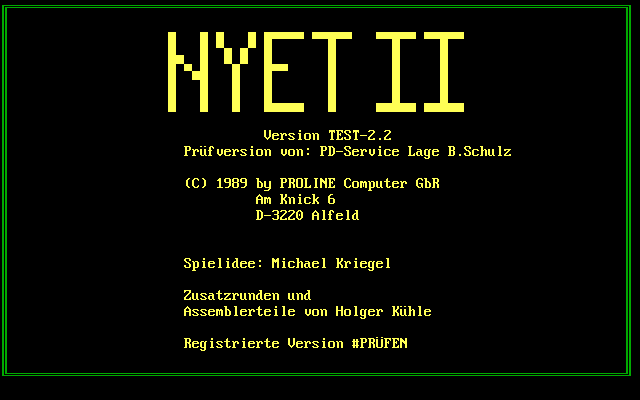 NYET II
Version TEST-2.2
Prüfversion von: PD-Service Lage B.Schulz
(C) 1989 by PROLINE Computer GbR
Am Knick 6
D-3220 Alfeld
Spielidee: Michael Kriegel
Zusatzrunden und
Assemblerteile von Holger Kühle
Registrierte Version #PRÜFEN